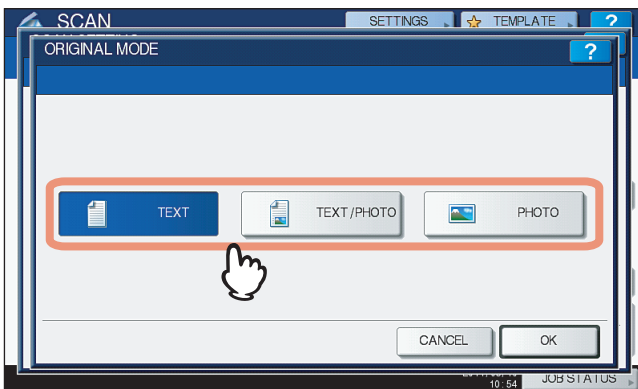 SCAN
SETTINGS
TEMPLATE
?
ORIGINAL MODE
?
TEXT
TEXT/PHOTO
PHOTO
CANCEL
OK
10:54
JOB STATUS